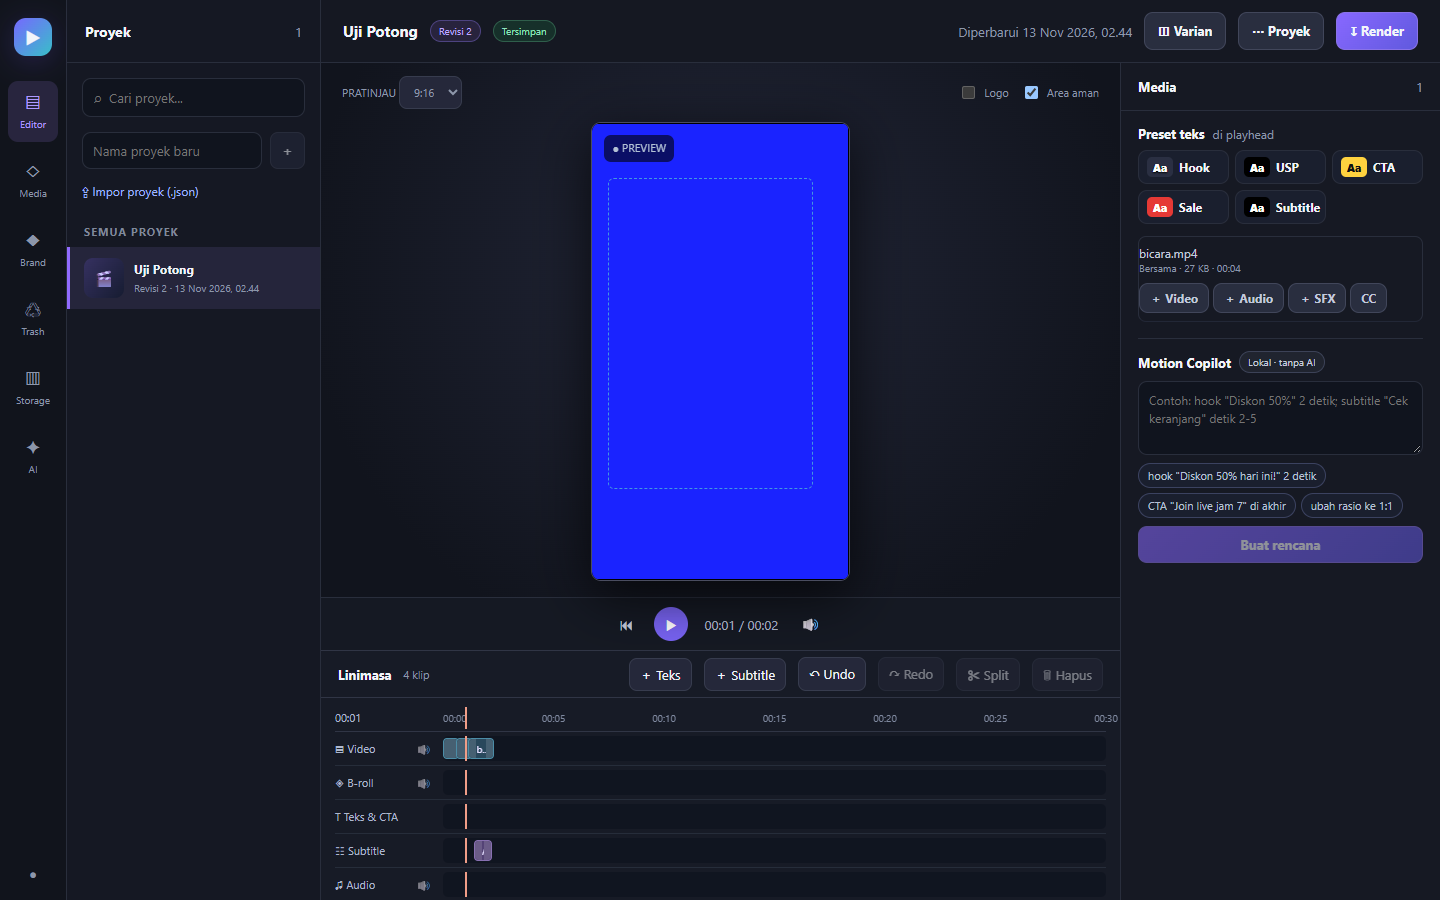 Editor
Media
Brand
Trash
Storage
AI
Proyek 1
Cari proyek...
Nama proyek baru +
Impor proyek (.json)
SEMUA PROYEK
Uji Potong
Revisi 2 · 13 Nov 2026, 02.44
Uji Potong Revisi 2 Tersimpan
Diperbarui 13 Nov 2026, 02.44 Varian ··· Proyek Render
PRATINJAU 9:16 Logo Area aman
PREVIEW
00:01 / 00:02
Linimasa 4 klip + Teks + Subtitle Undo Redo Split Hapus
00:01 00:00 00:05 00:10 00:15 00:20 00:25 00:30
Video b..
B-roll
T Teks & CTA
Subtitle
Audio
Media 1
Preset teks di playhead
Aa Hook Aa USP Aa CTA
Aa Sale Aa Subtitle
bicara.mp4
Bersama · 27 KB · 00:04
+ Video + Audio + SFX CC
Motion Copilot Lokal · tanpa AI
Contoh: hook "Diskon 50%" 2 detik; subtitle "Cek
keranjang" detik 2-5
hook "Diskon 50% hari ini!" 2 detik
CTA "Join live jam 7" di akhir ubah rasio ke 1:1
Buat rencana